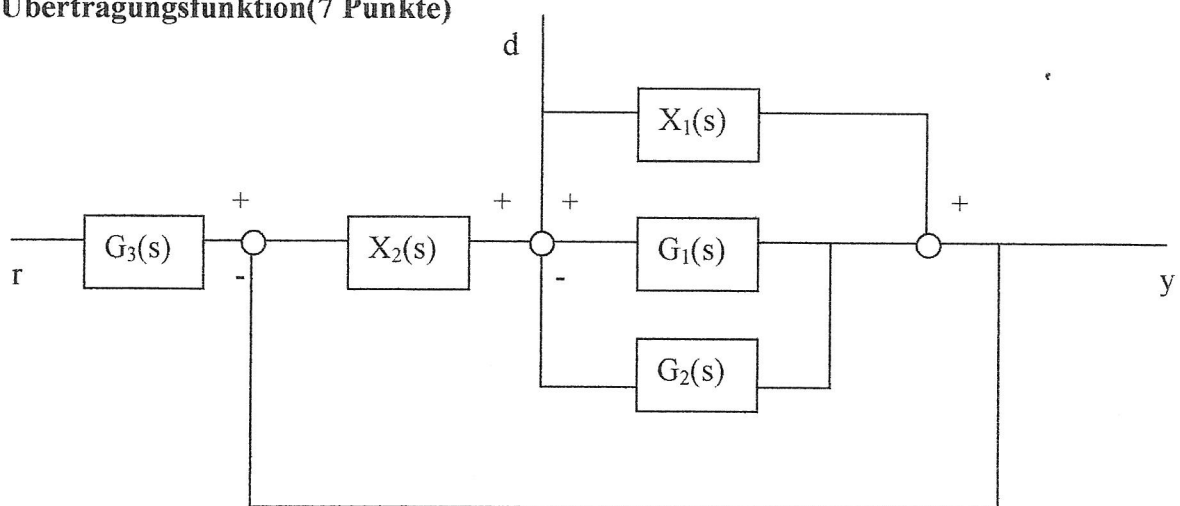 Übertragungsfunktion(7 Punkte)
d
X₁(s)
+
+
+
+
G₃(s)
X₂(s)
G₁(s)
r
-
-
y
G₂(s)